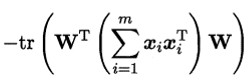 −tr(W^T(∑_{i=1}^{m} x_i x_i^T)W)